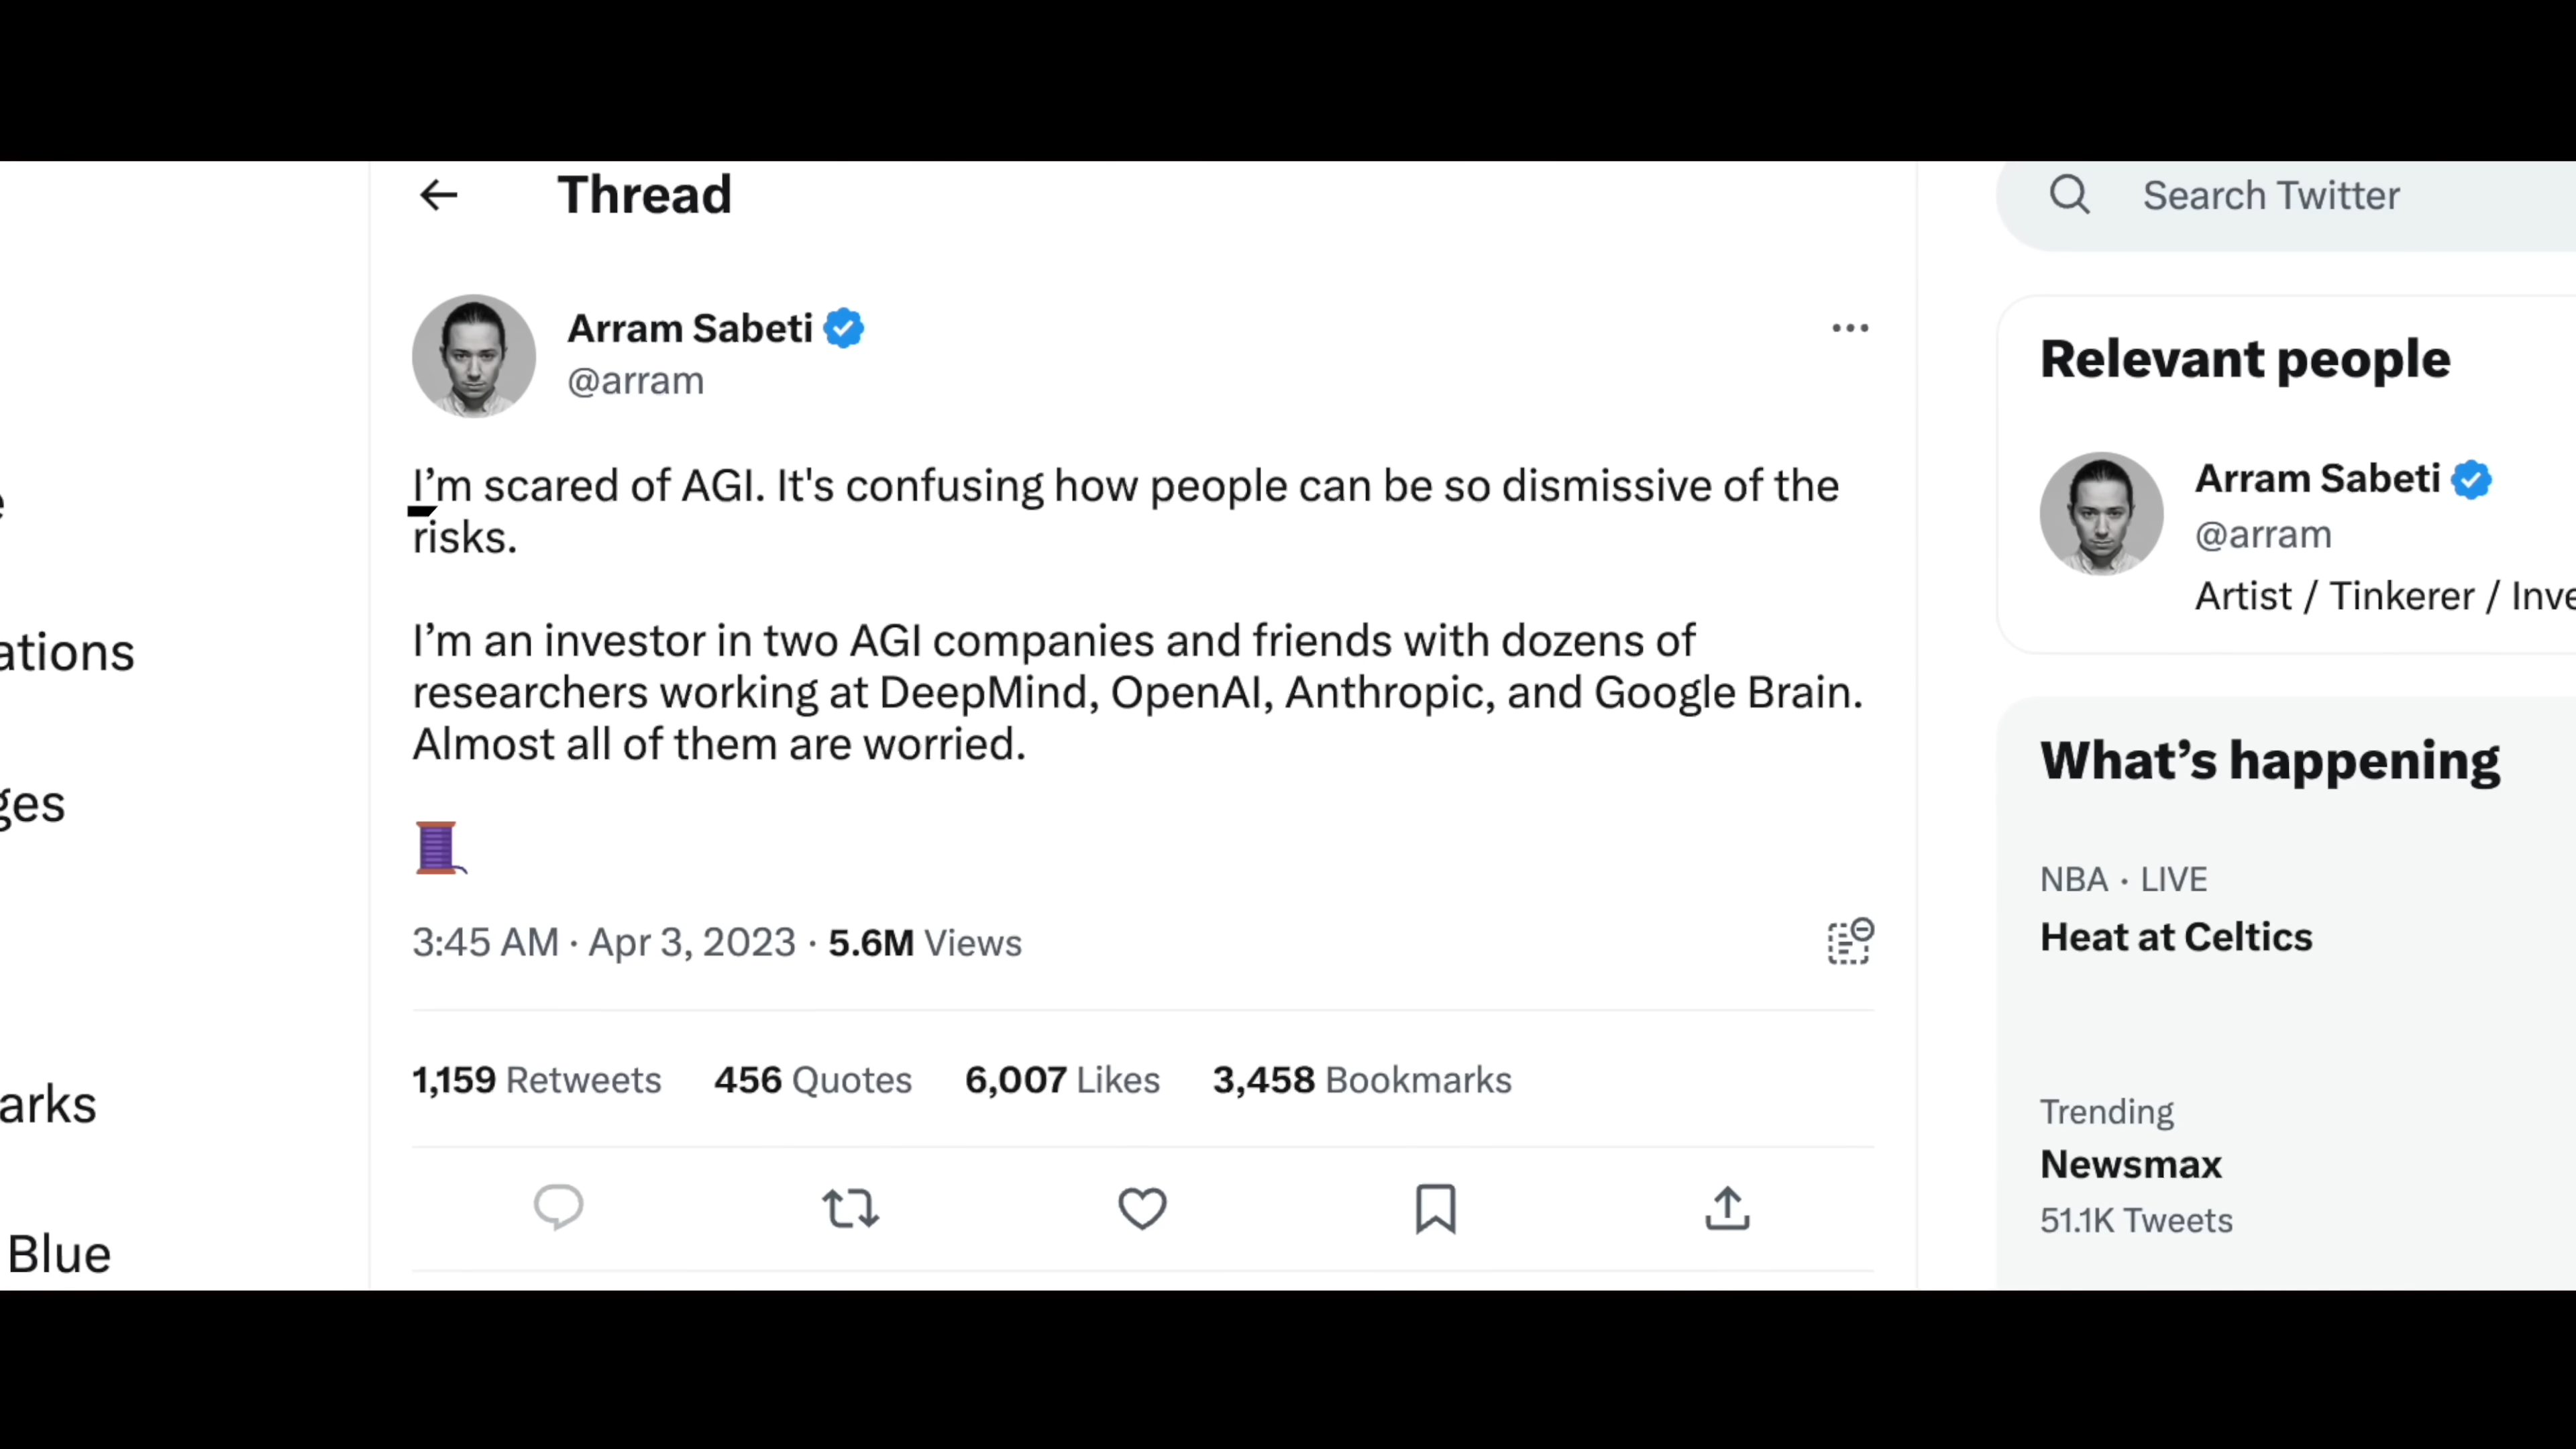 Thread
Arram Sabeti
@arram
I’m scared of AGI. It's confusing how people can be so dismissive of the
risks.
I’m an investor in two AGI companies and friends with dozens of
researchers working at DeepMind, OpenAI, Anthropic, and Google Brain.
Almost all of them are worried.
3:45 AM · Apr 3, 2023 · 5.6M Views
1,159 Retweets 456 Quotes 6,007 Likes 3,458 Bookmarks
e
ations
ges
arks
Blue
Search Twitter
Relevant people
Arram Sabeti
@arram
Artist / Tinkerer / Inve
What’s happening
NBA · LIVE
Heat at Celtics
Trending
Newsmax
51.1K Tweets